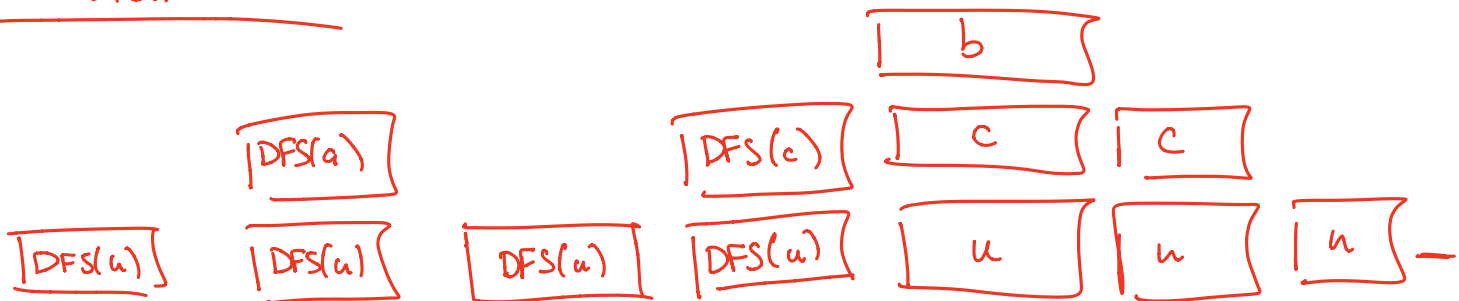 b
DFS(a) DFS(c) c c
DFS(u) DFS(u) DFS(u) DFS(u) u u u